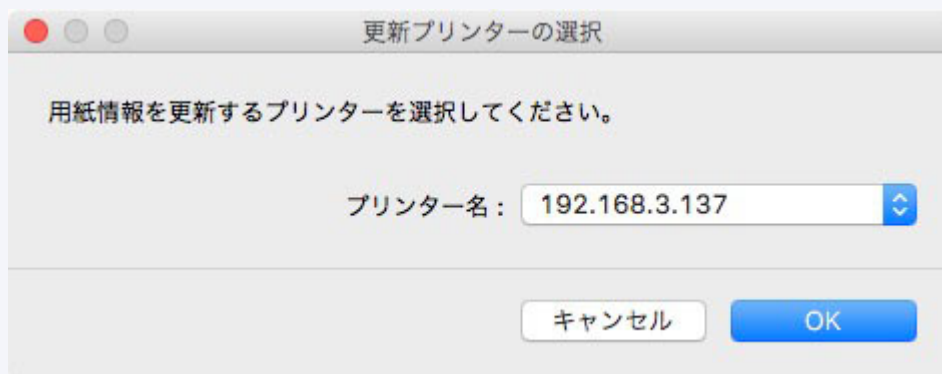 更新プリンターの選択
用紙情報を更新するプリンターを選択してください。
プリンター名： 192.168.3.137
キャンセル OK